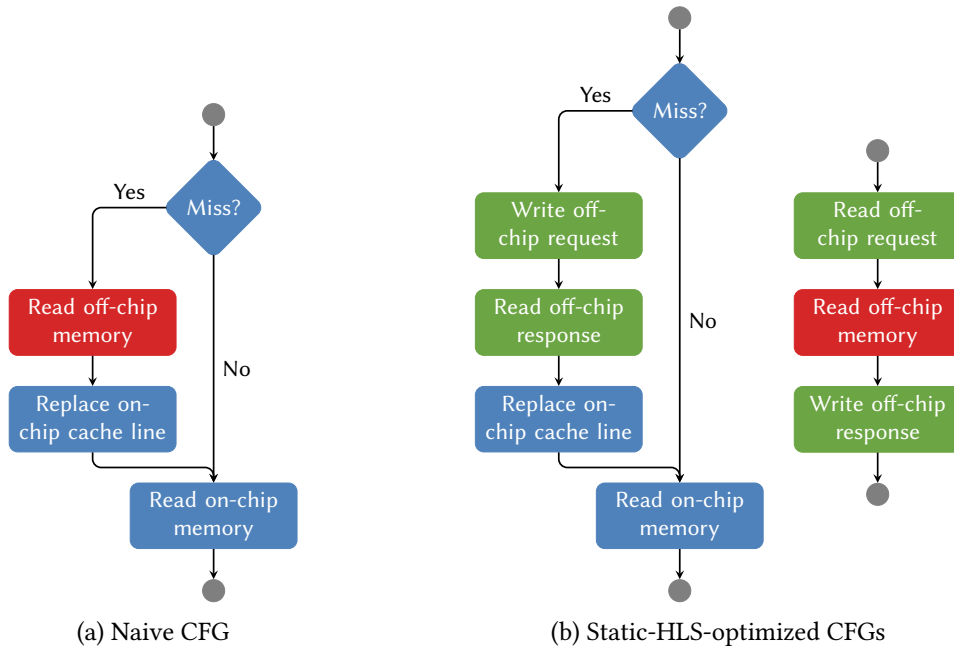 Yes
Miss?
Read off-chip
memory
No
Replace on-
chip cache line
Read on-chip
memory
(a) Naive CFG
Yes
Miss?
Write off-
chip request
Read off-chip
response
No
Replace on-
chip cache line
Read on-chip
memory
Read off-
chip request
Read off-chip
memory
Write off-chip
response
(b) Static-HLS-optimized CFGs